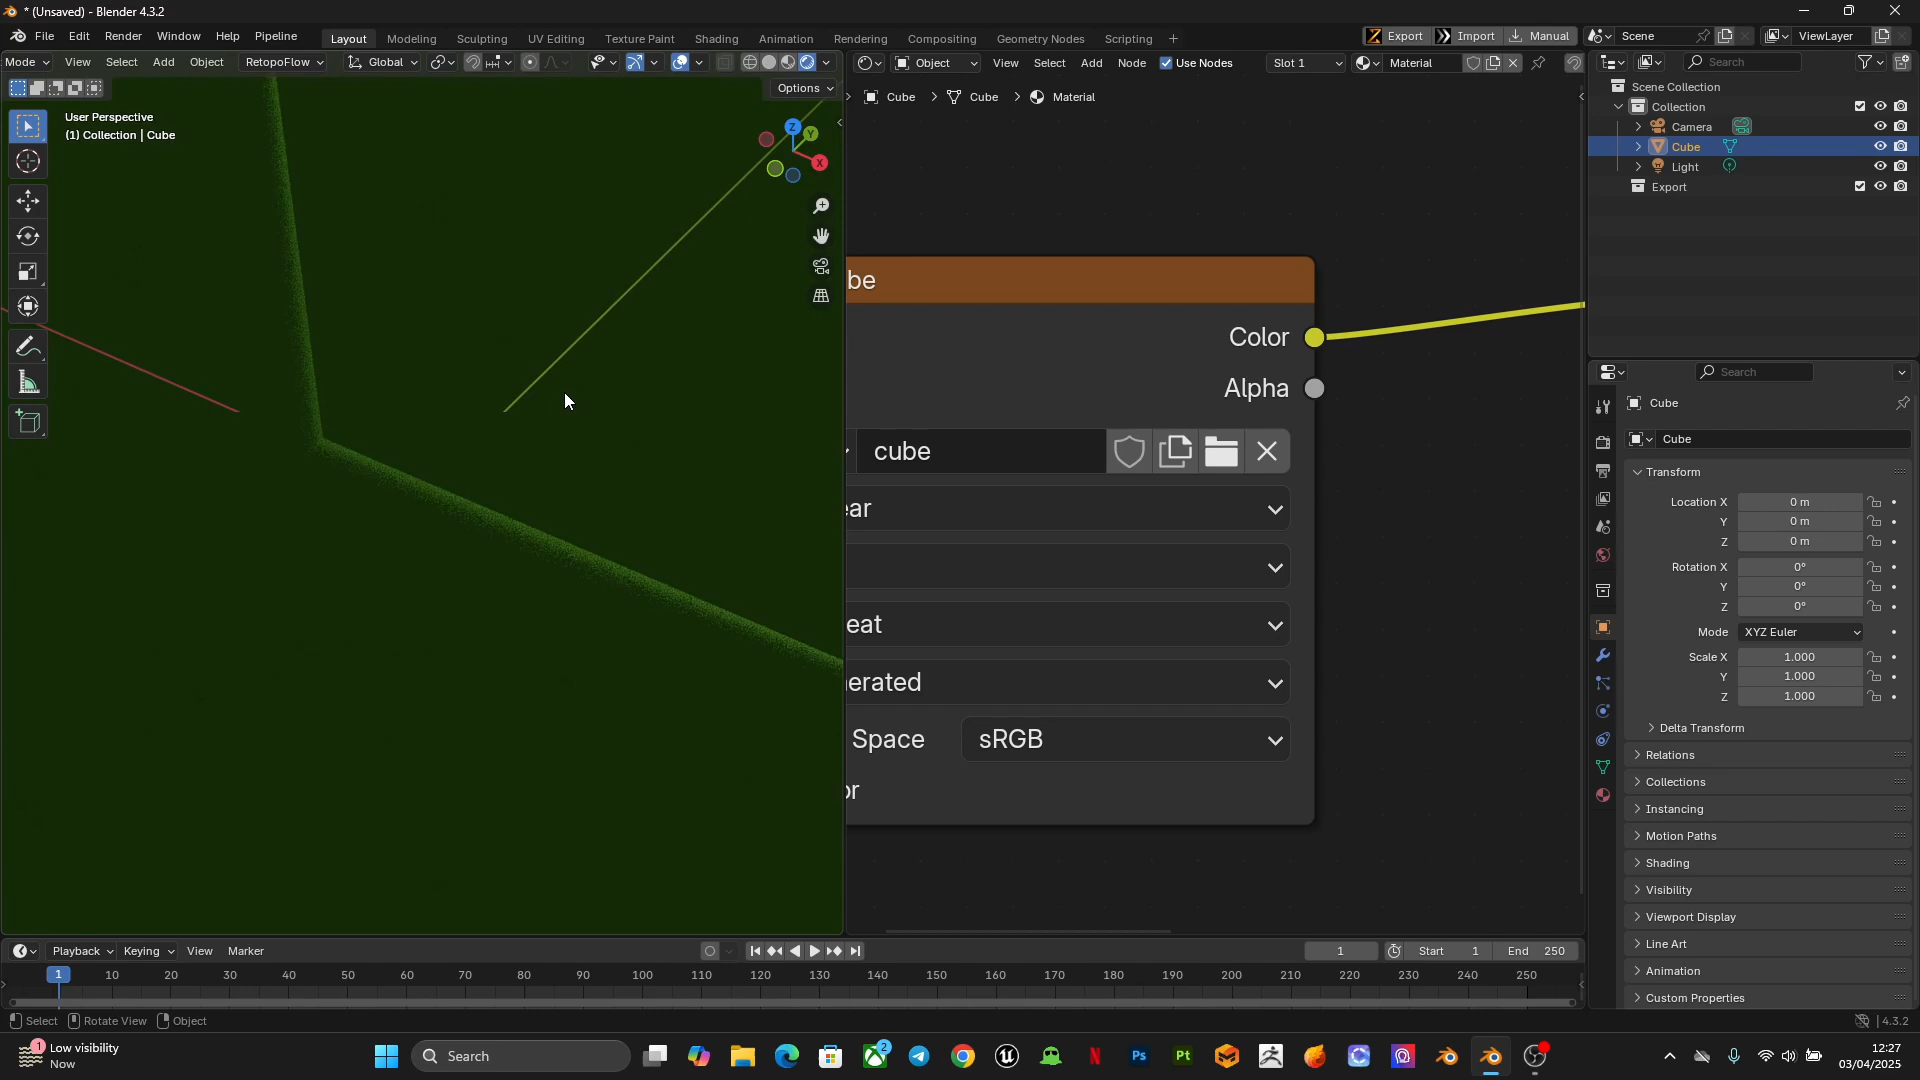 * (Unsaved) - Blender 4.3.2
File Edit Render Window Help Pipeline
Layout Modeling Sculpting UV Editing Texture Paint Shading Animation Rendering Compositing Geometry Nodes Scripting +
Export Import Manual Scene ViewLayer
Mode View Select Add Object RetopoFlow Global
Object View Select Add Node Use Nodes Slot 1 Material
Search
Options
User Perspective
(1) Collection | Cube
Z
Y
X
Cube Cube Material
be
Color
Alpha
cube
ear
eat
nerated
Space sRGB
or
Scene Collection
Collection
Camera
Cube
Light
Export
Search
Cube
Cube
Transform
Location X 0 m
Y 0 m
Z 0 m
Rotation X 0°
Y 0°
Z 0°
Mode XYZ Euler
Scale X 1.000
Y 1.000
Z 1.000
Delta Transform
Relations
Collections
Instancing
Motion Paths
Shading
Visibility
Viewport Display
Line Art
Animation
Custom Properties
Playback Keying View Marker
1 Start 1 End 250
1 10 20 30 40 50 60 70 80 90 100 110 120 130 140 150 160 170 180 190 200 210 220 230 240 250
Select Rotate View Object
4.3.2
1
Low visibility
Now
Search
2
N
Ps
Pt
12:27
03/04/2025